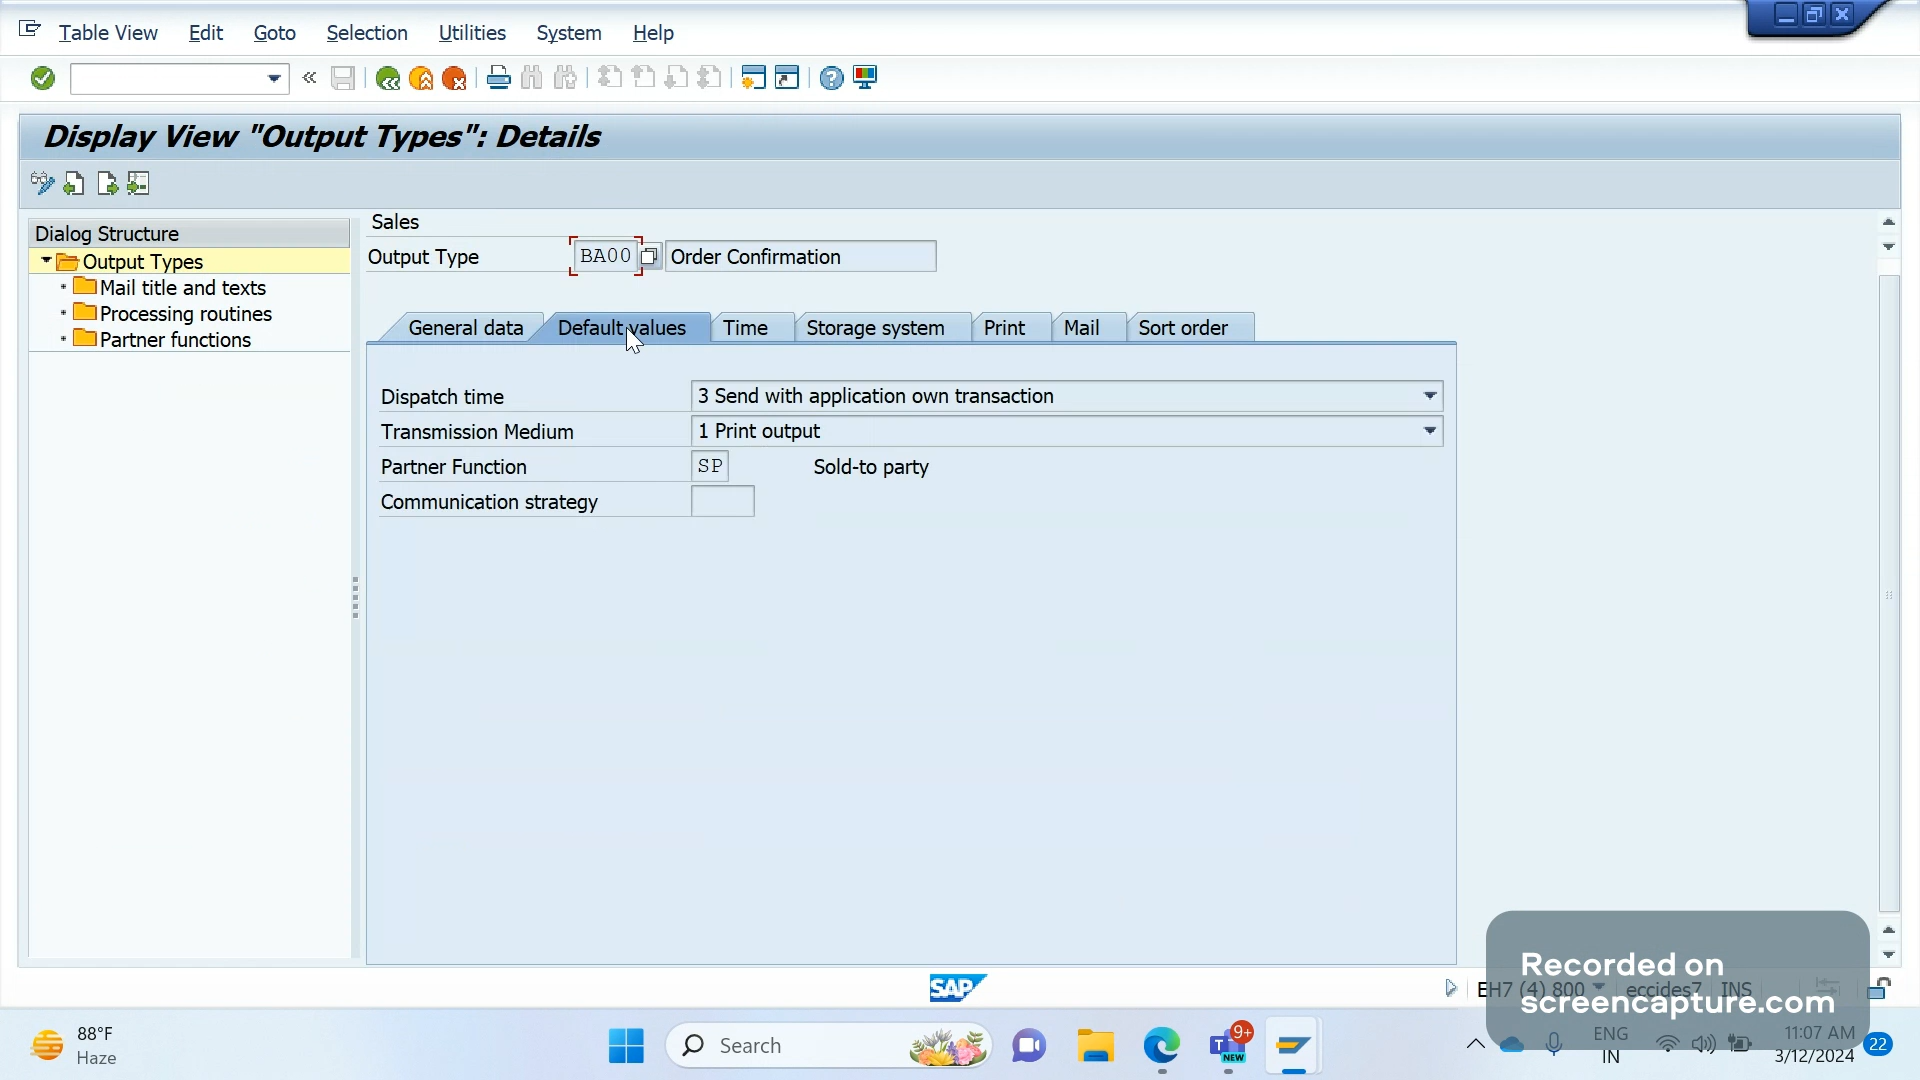 Table View Edit Goto Selection Utilities System Help
Display View "Output Types": Details
Dialog Structure
Output Types
Mail title and texts
Processing routines
Partner functions
Sales
Output Type BA00 Order Confirmation
General data Default values Time Storage system Print Mail Sort order
Dispatch time 3 Send with application own transaction
Transmission Medium 1 Print output
Partner Function SP Sold-to party
Communication strategy
SAP
EH7 (4) 800 eccides7 INS
Recorded on
screencapture.com
88°F
Haze
Search
NEW
9+
ENG
IN
11:07 AM
3/12/2024
22